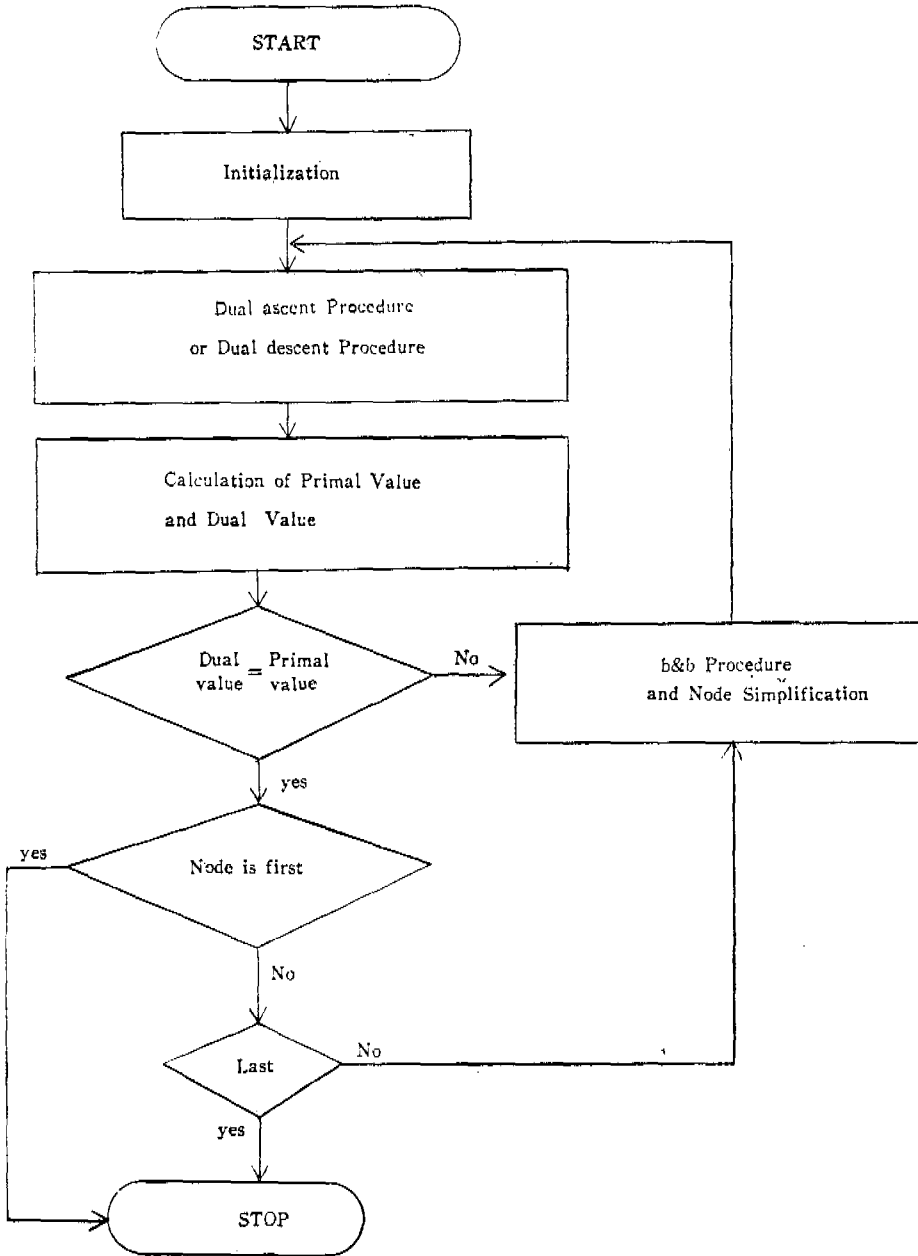 START
Initialization
Dual ascent Procedure
or Dual descent Procedure
Calculation of Primal Value
and Dual Value
Dual value = Primal value
No
b&b Procedure
and Node Simplification
yes
yes
Node is first
No
Last
No
yes
STOP